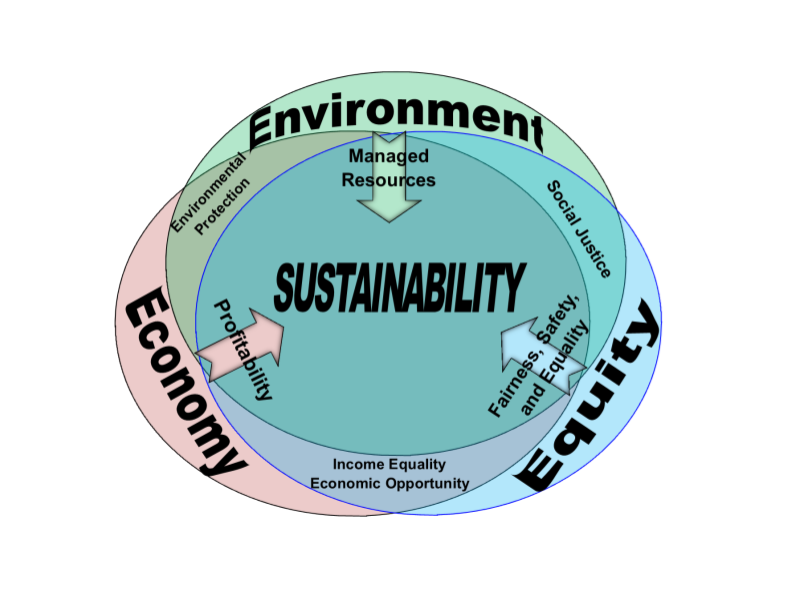 Environment
Managed
Resources
Environmental
Protection
Social Justice
SUSTAINABILITY
Economy
Profitability
Fairness, Safety,
and Equality
Equity
Income Equality
Economic Opportunity